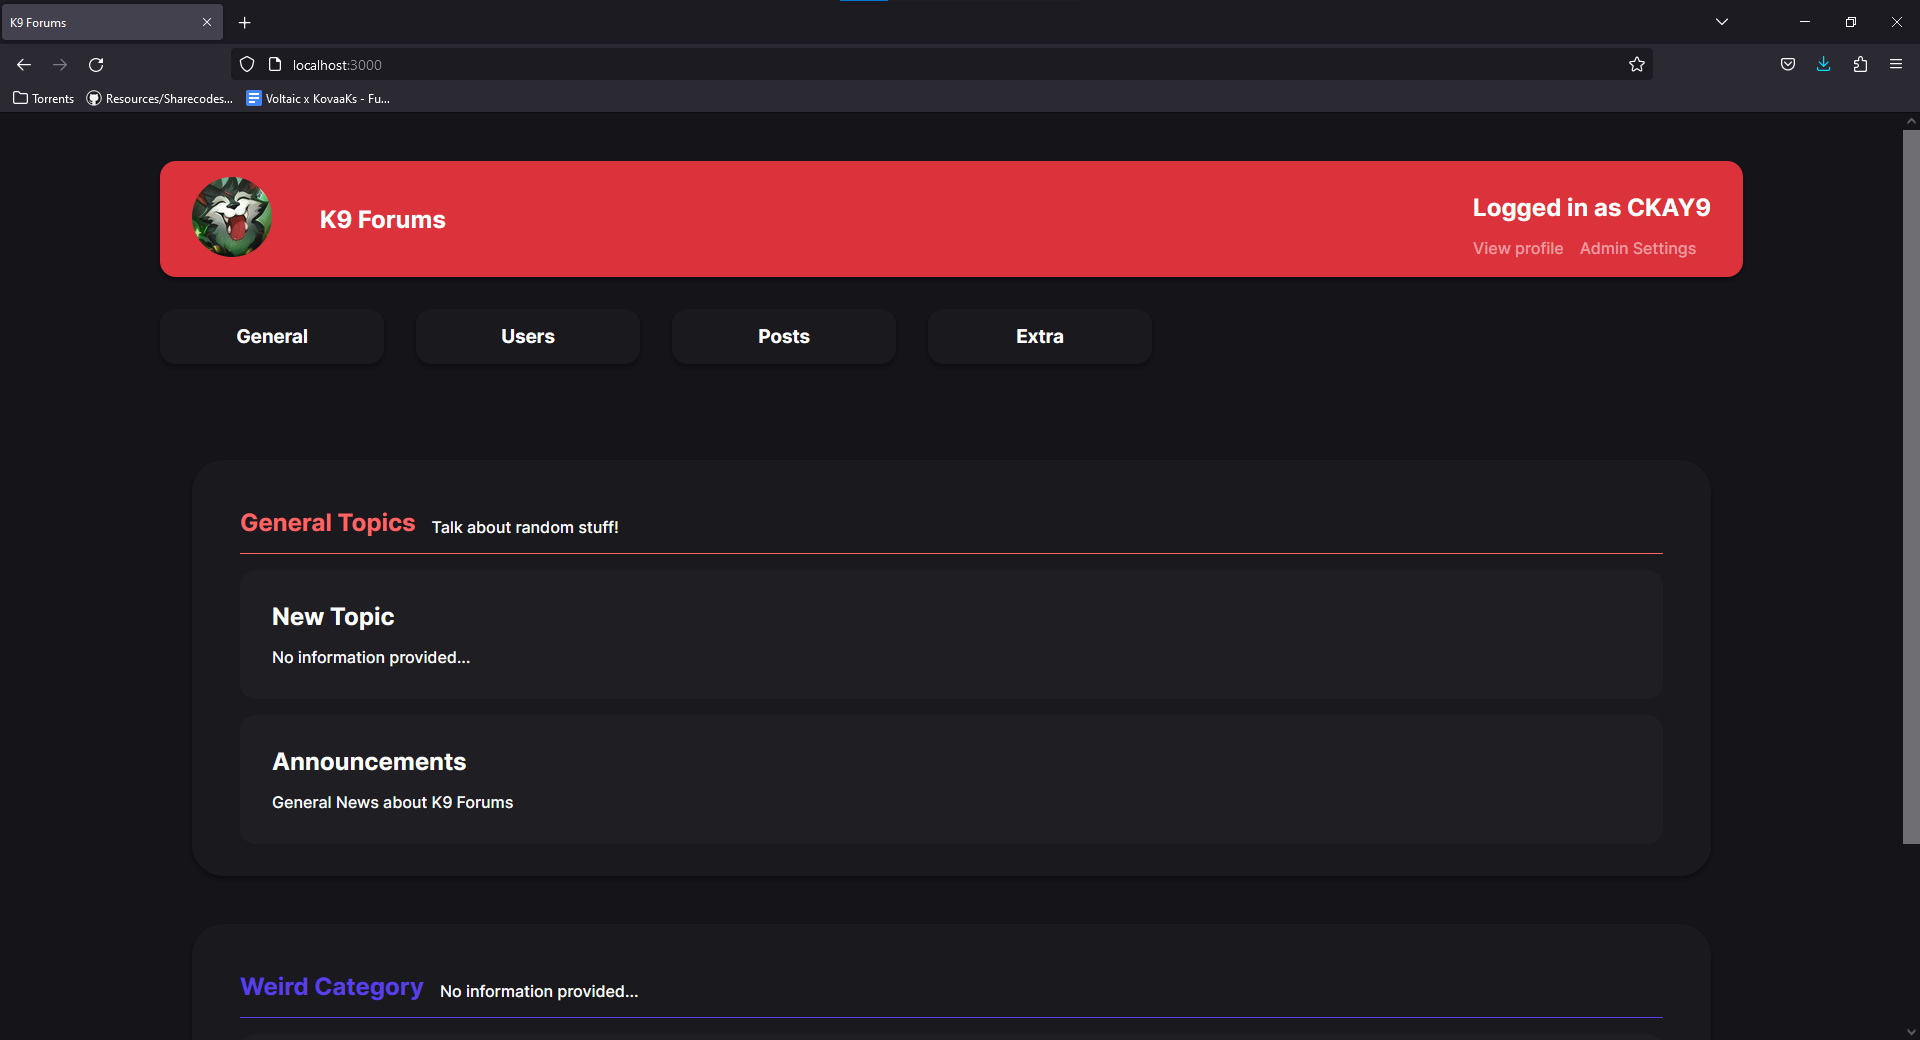 K9 Forums
localhost:3000
Torrents
Resources/Sharecodes...
Voltaic x KovaaKs - Fu...
K9 Forums
Logged in as CKAY9
View profile Admin Settings
General Users Posts Extra
General Topics Talk about random stuff!
New Topic
No information provided...
Announcements
General News about K9 Forums
Weird Category No information provided...